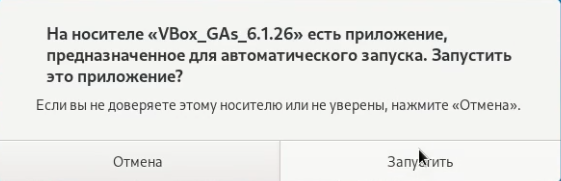 На носителе «VBox_GAs_6.1.26» есть приложение,
предназначенное для автоматического запуска. Запустить
это приложение?
Если вы не доверяете этому носителю или не уверены, нажмите «Отмена».
Отмена
Запустить